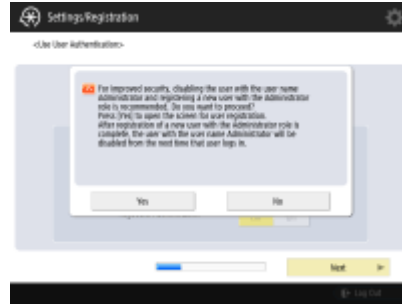 Settings/Registration
<Use User Authentication>
For improved security, disabling the user with the user name
Administrator and registering a new user with the Administrator
role is recommended. Do you want to proceed?
Press [Yes] to open the screen for user registration.
After registration of a new user with the Administrator role is
complete, the user with the user name Administrator will be
disabled from the next time that user logs in.
Yes
No
Next
Log Out